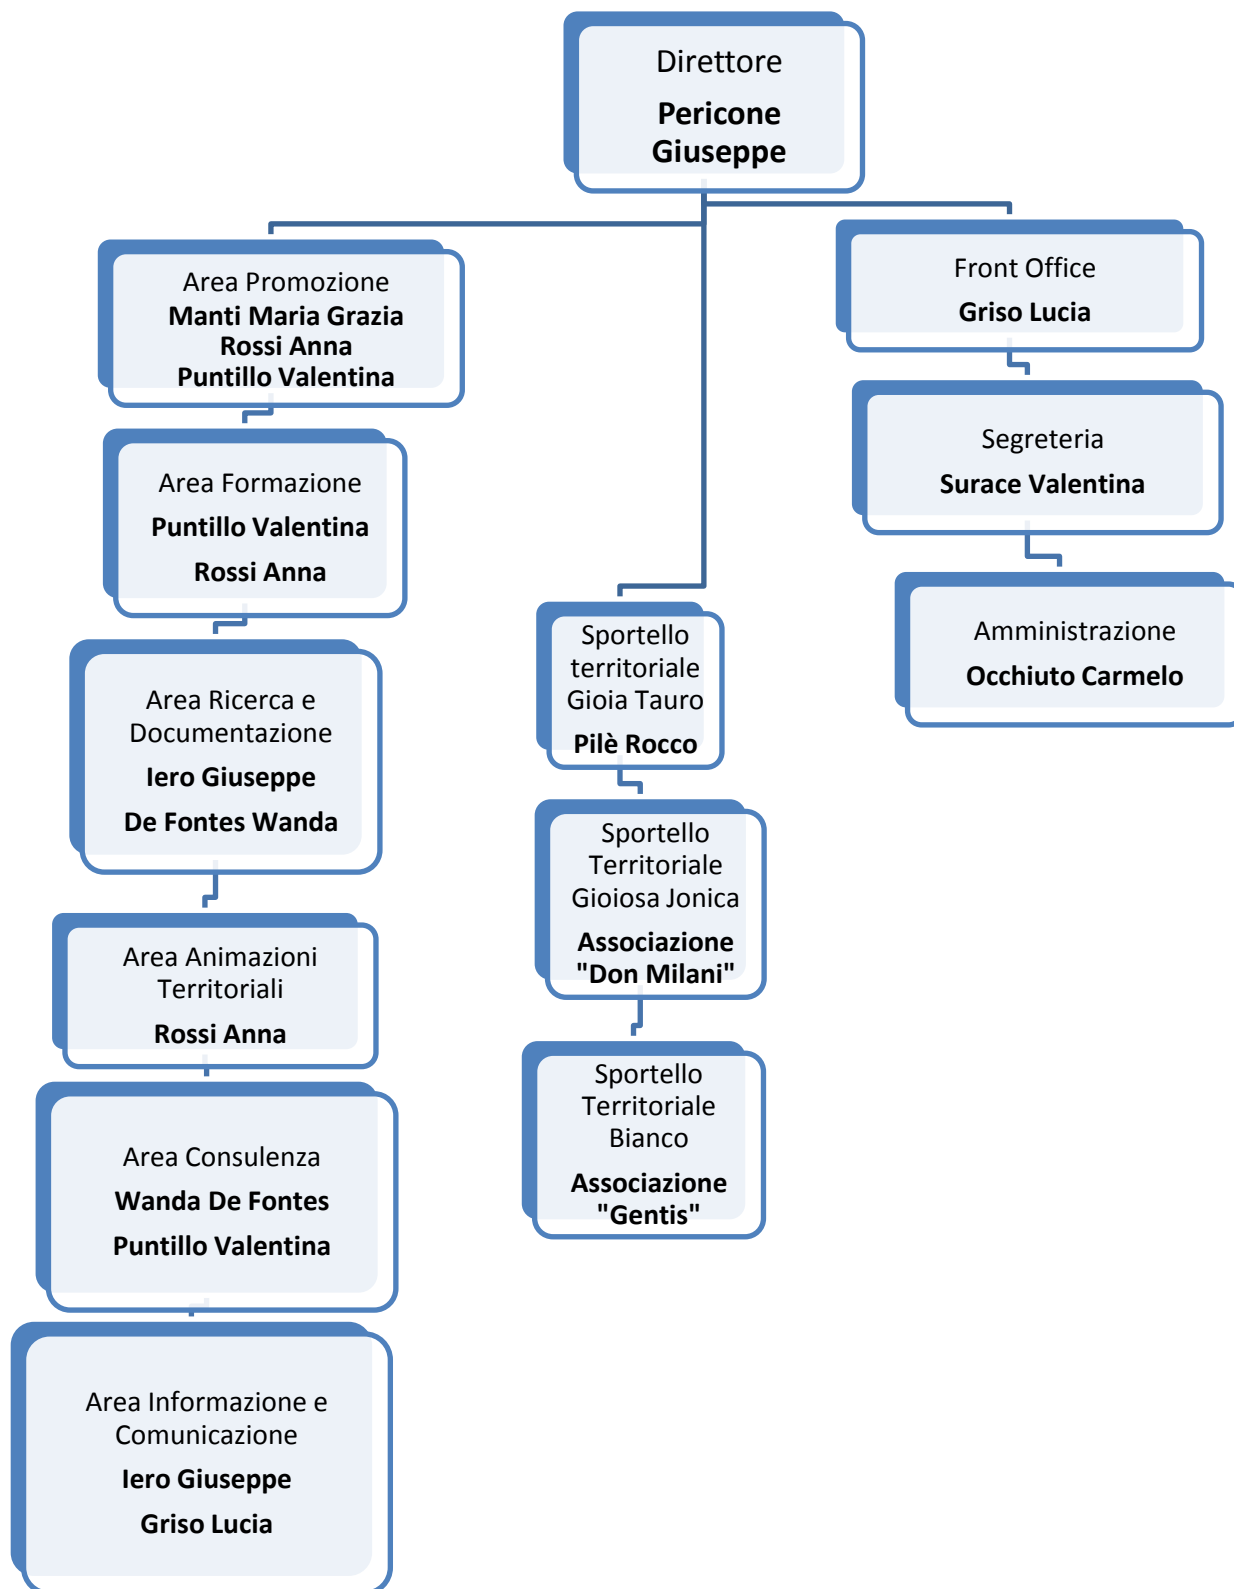 Direttore
Pericone
Giuseppe
Area Promozione
Manti Maria Grazia
Rossi Anna
Puntillo Valentina
Area Formazione
Puntillo Valentina
Rossi Anna
Area Ricerca e
Documentazione
Iero Giuseppe
De Fontes Wanda
Area Animazioni
Territoriali
Rossi Anna
Area Consulenza
Wanda De Fontes
Puntillo Valentina
Area Informazione e
Comunicazione
Iero Giuseppe
Griso Lucia
Sportello
territoriale
Gioia Tauro
Pilè Rocco
Sportello
Territoriale
Gioiosa Jonica
Associazione
"Don Milani"
Sportello
Territoriale
Bianco
Associazione
"Gentis"
Front Office
Griso Lucia
Segreteria
Surace Valentina
Amministrazione
Occhiuto Carmelo